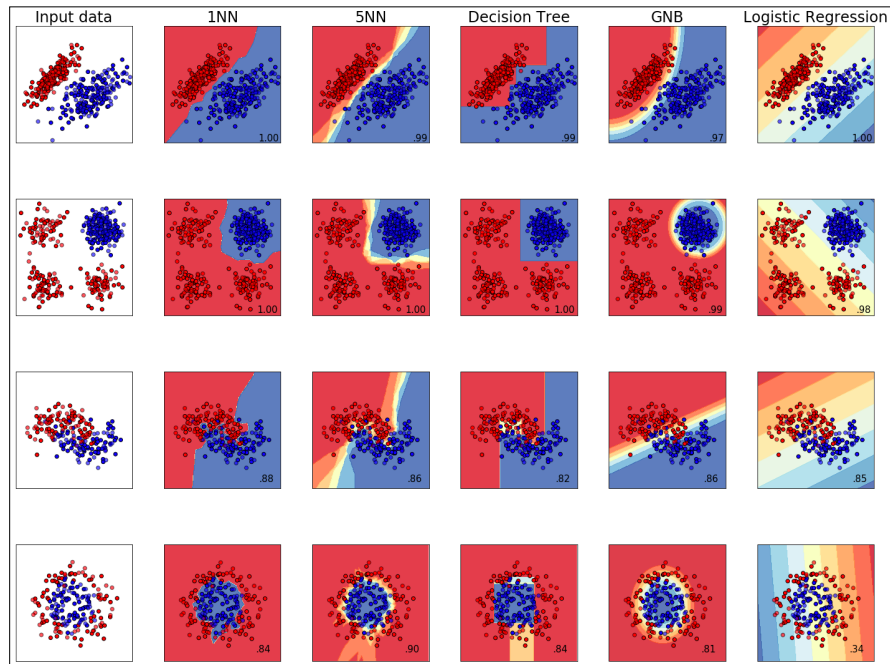 Input data 1NN 5NN Decision Tree GNB Logistic Regression
1.00 .99 .99 .97 1.00
1.00 1.00 1.00 .99 .98
.88 .86 .82 .86 .85
.84 .90 .84 .81 .34